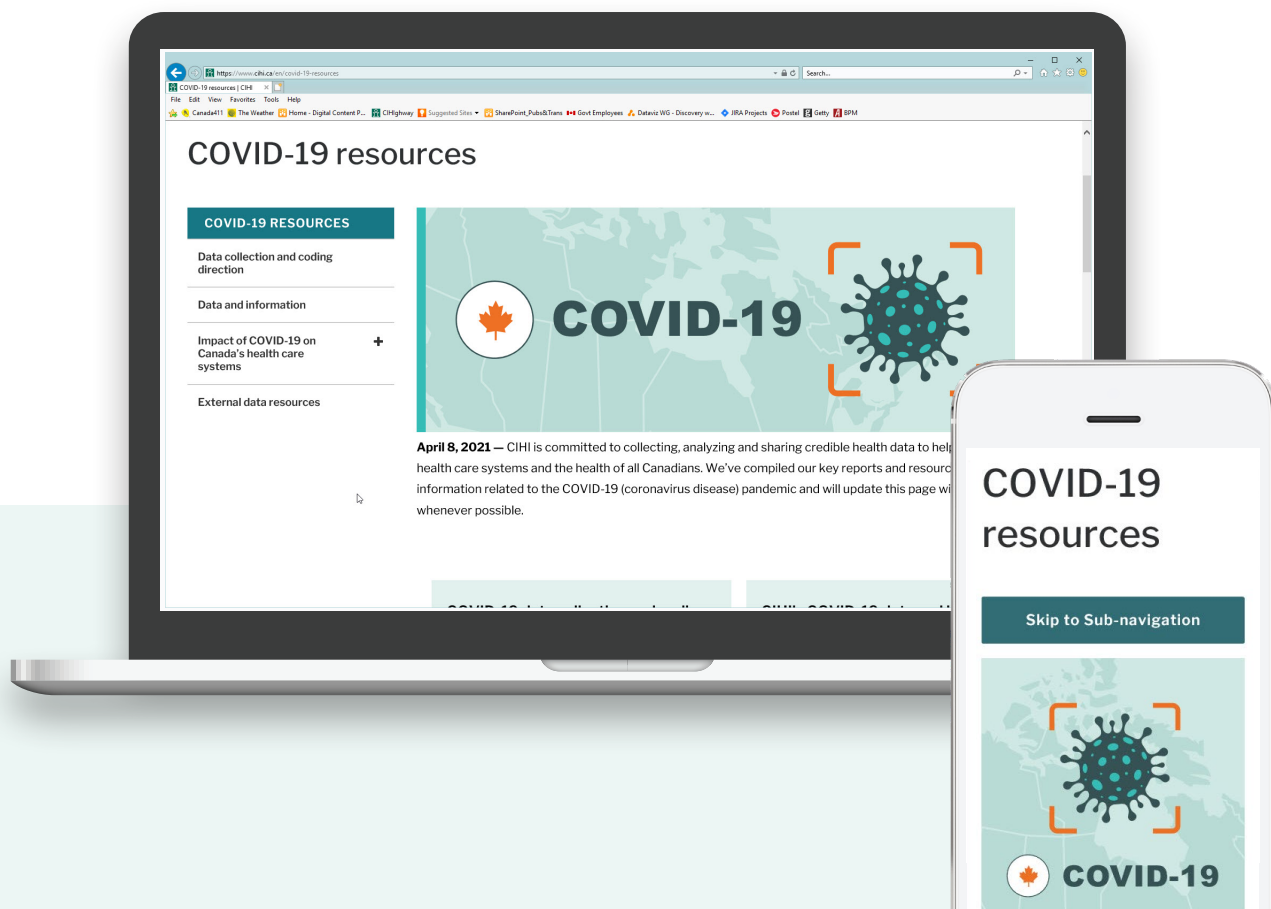 https://www.cihi.ca/en/covid-19-resources
Search...
COVID-19 resources | CIHI
File Edit View Favorites Tools Help
Canada411 The Weather Home - Digital Content P... CIHIghway Suggested Sites SharePoint_Pubs&Trans Govt Employees Dataviz WG - Discovery w... JIRA Projects Postel Getty BPM
COVID-19 resources
COVID-19 RESOURCES
Data collection and coding
direction
Data and information
Impact of COVID-19 on
Canada's health care
systems
External data resources
COVID-19
April 8, 2021 — CIHI is committed to collecting, analyzing and sharing credible health data to help
health care systems and the health of all Canadians. We've compiled our key reports and
information related to the COVID-19 (coronavirus disease) pandemic and will update this page
whenever possible.
COVID-19
resources
Skip to Sub-navigation
COVID-19